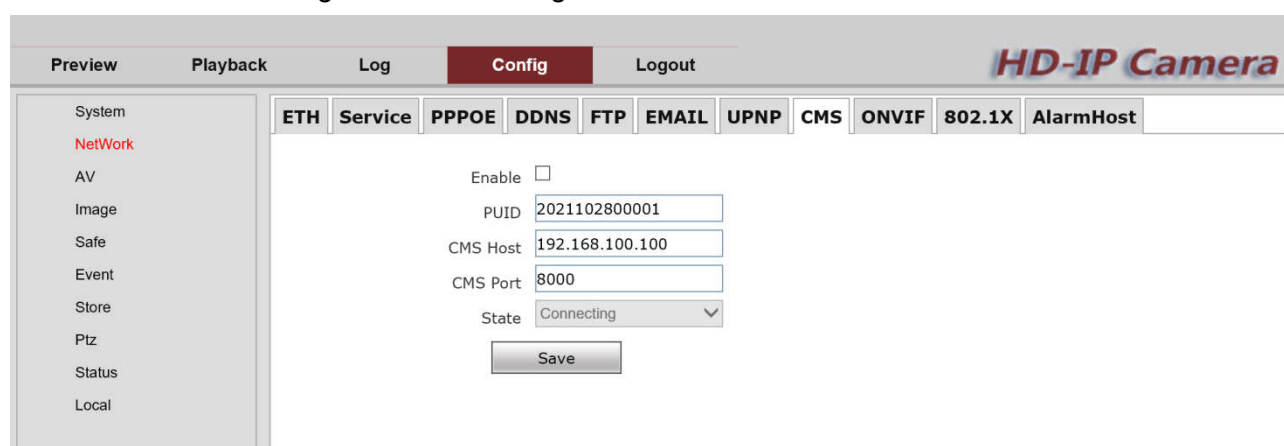 Preview Playback Log Config Logout HD-IP Camera
System
NetWork
AV
Image
Safe
Event
Store
Ptz
Status
Local
ETH Service PPPOE DDNS FTP EMAIL UPNP CMS ONVIF 802.1X AlarmHost
Enable
PUID 2021102800001
CMS Host 192.168.100.100
CMS Port 8000
State Connecting
Save